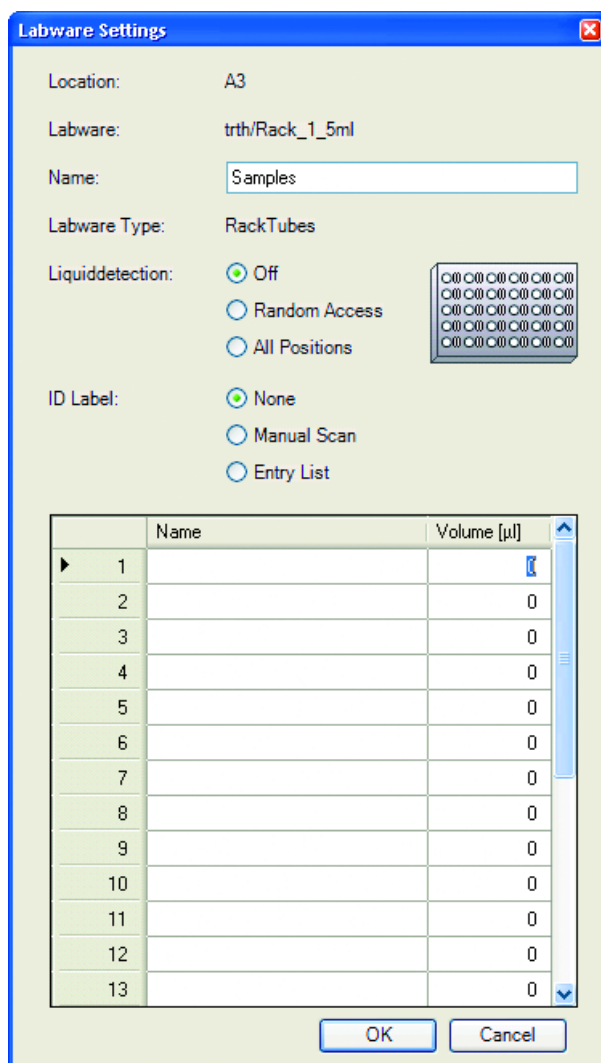 Labware Settings
Location: A3
Labware: trth/Rack_1_5ml
Name: Samples
Labware Type: RackTubes
Liquiddetection: Off
Random Access
All Positions
ID Label: None
Manual Scan
Entry List
Name Volume [µl]
1 0
2 0
3 0
4 0
5 0
6 0
7 0
8 0
9 0
10 0
11 0
12 0
13 0
OK Cancel